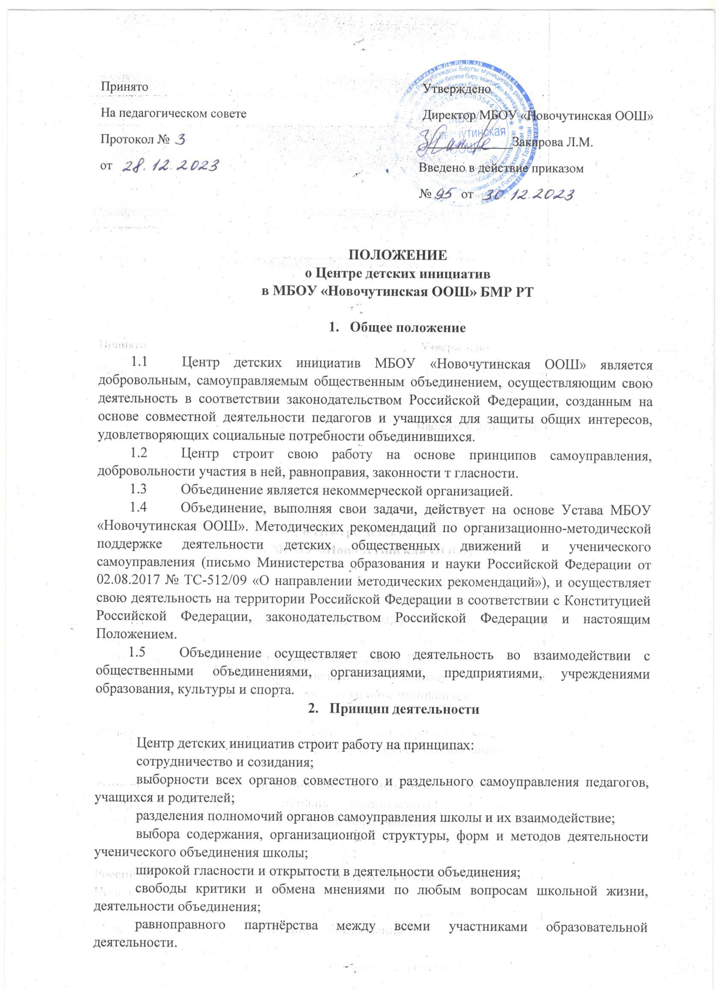 Принято
На педагогическом совете
Протокол № 3
от 28.12.2023
Утверждено
Директор МБОУ «Новочутинская ООШ»
Закирова Л.М.
Введено в действие приказом
№ 95 от 30.12.2023
ПОЛОЖЕНИЕ
о Центре детских инициатив
в МБОУ «Новочутинская ООШ» БМР РТ
1. Общее положение
1.1 Центр детских инициатив МБОУ «Новочутинская ООШ» является
добровольным, самоуправляемым общественным объединением, осуществляющим свою
деятельность в соответствии законодательством Российской Федерации, созданным на
основе совместной деятельности педагогов и учащихся для защиты общих интересов,
удовлетворяющих социальные потребности объединившихся.
1.2 Центр строит свою работу на основе принципов самоуправления,
добровольности участия в ней, равноправия, законности т гласности.
1.3 Объединение является некоммерческой организацией.
1.4 Объединение, выполняя свои задачи, действует на основе Устава МБОУ
«Новочутинская ООШ». Методических рекомендаций по организационно-методической
поддержке деятельности детских общественных движений и ученического
самоуправления (письмо Министерства образования и науки Российской Федерации от
02.08.2017 № ТС-512/09 «О направлении методических рекомендаций»), и осуществляет
свою деятельность на территории Российской Федерации в соответствии с Конституцией
Российской Федерации, законодательством Российской Федерации и настоящим
Положением.
1.5 Объединение осуществляет свою деятельность во взаимодействии с
общественными объединениями, организациями, предприятиями, учреждениями
образования, культуры и спорта.
2. Принцип деятельности
Центр детских инициатив строит работу на принципах:
сотрудничество и созидания;
выборности всех органов совместного и раздельного самоуправления педагогов,
учащихся и родителей;
разделения полномочий органов самоуправления школы и их взаимодействие;
выбора содержания, организационной структуры, форм и методов деятельности
ученического объединения школы;
широкой гласности и открытости в деятельности объединения;
свободы критики и обмена мнениями по любым вопросам школьной жизни,
деятельности объединения;
равноправного партнёрства между всеми участниками образовательной
деятельности.